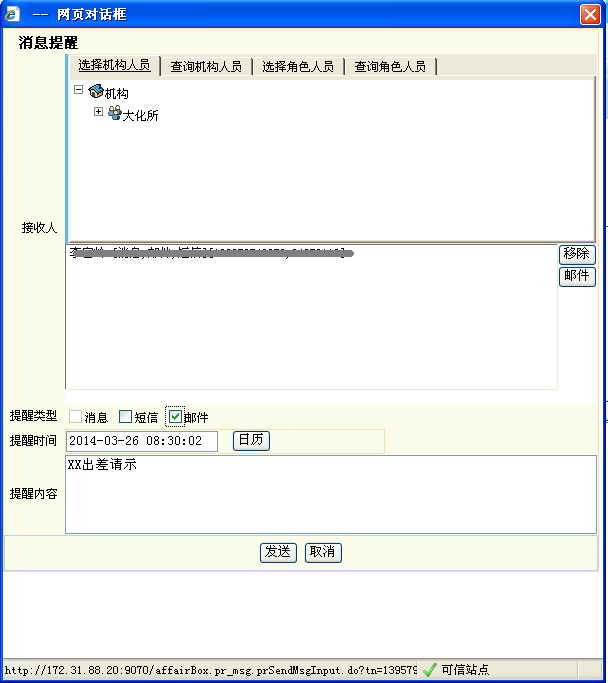 -- 网页对话框
消息提醒
选择机构人员 查询机构人员 选择角色人员 查询角色人员
机构
大化所
接收人
移除
邮件
提醒类型 消息 短信 邮件
提醒时间 2014-03-26 08:30:02 日历
XX出差请示
提醒内容
发送 取消
http://172.31.88.20:9070/affairBox.pr_msg.prSendMsgInput.do?tn=139579 可信站点